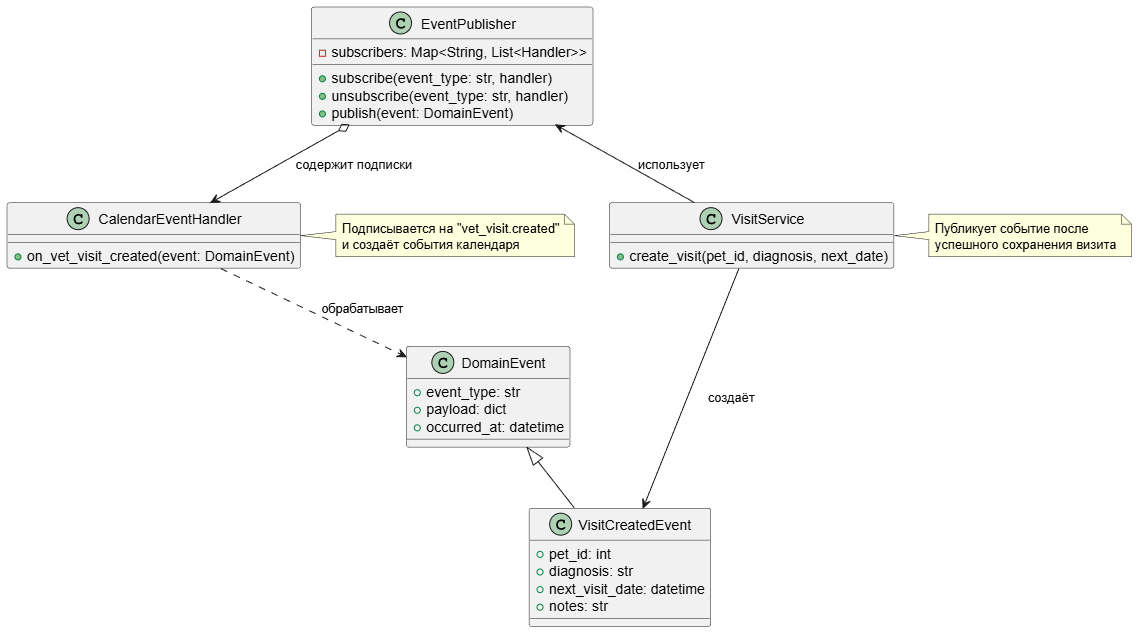 C EventPublisher
subscribers: Map<String, List<Handler>>
subscribe(event_type: str, handler)
unsubscribe(event_type: str, handler)
publish(event: DomainEvent)
содержит подписки
использует
C CalendarEventHandler
on_vet_visit_created(event: DomainEvent)
Подписывается на "vet_visit.created"
и создаёт события календаря
C VisitService
create_visit(pet_id, diagnosis, next_date)
Публикует событие после
успешного сохранения визита
обрабатывает
C DomainEvent
event_type: str
payload: dict
occurred_at: datetime
создаёт
C VisitCreatedEvent
pet_id: int
diagnosis: str
next_visit_date: datetime
notes: str